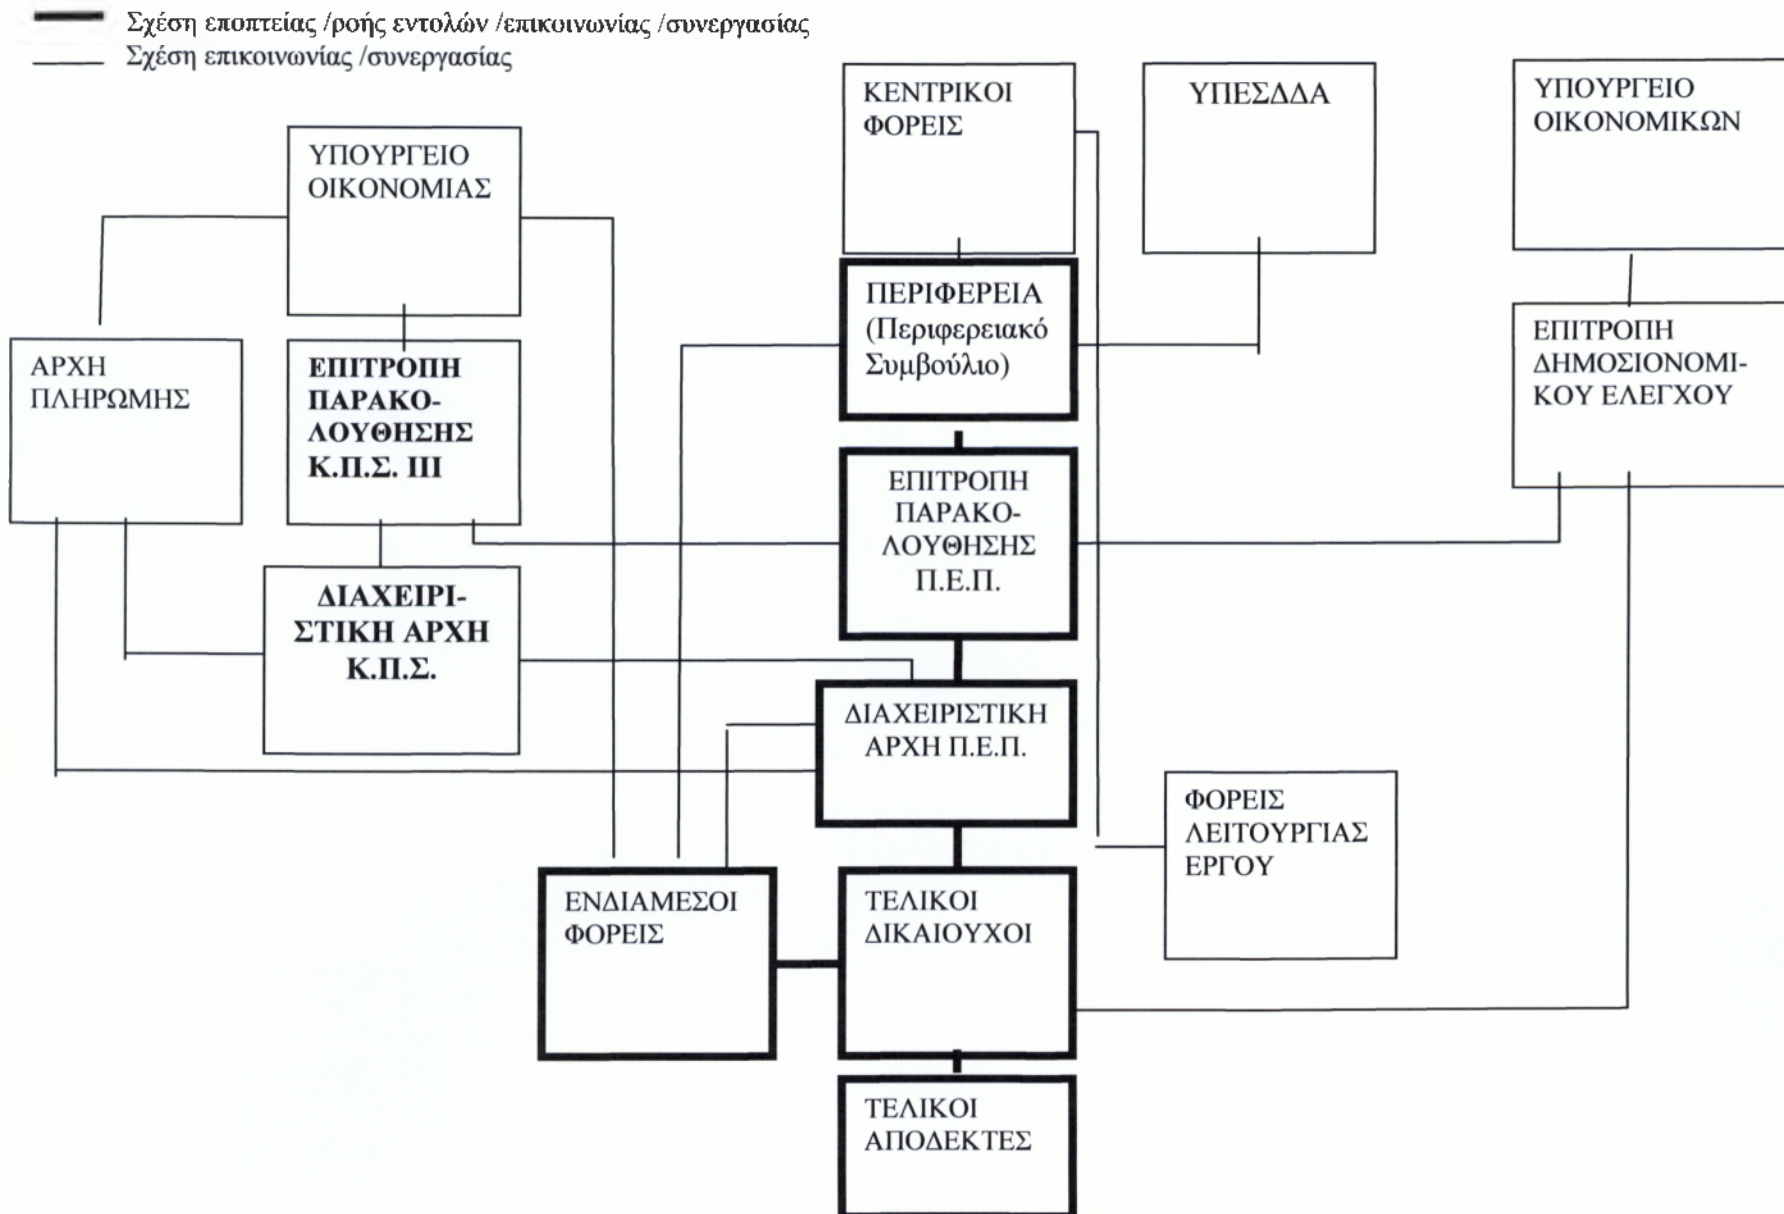 Σχέση εποπτείας /ροής εντολών /επικοινωνίας /συνεργασίας
Σχέση επικοινωνίας /συνεργασίας
ΚΕΝΤΡΙΚΟΙ
ΦΟΡΕΙΣ
ΥΠΕΣΔΔΑ
ΥΠΟΥΡΓΕΙΟ
ΟΙΚΟΝΟΜΙΚΩΝ
ΥΠΟΥΡΓΕΙΟ
ΟΙΚΟΝΟΜΙΑΣ
ΠΕΡΙΦΕΡΕΙΑ
(Περιφερειακό
Συμβούλιο)
ΕΠΙΤΡΟΠΗ
ΔΗΜΟΣΙΟΝΟΜΙ-
ΚΟΥ ΕΛΕΓΧΟΥ
ΑΡΧΗ
ΠΛΗΡΩΜΗΣ
ΕΠΙΤΡΟΠΗ
ΠΑΡΑΚΟ-
ΛΟΥΘΗΣΗΣ
Κ.Π.Σ. ΙΙΙ
ΕΠΙΤΡΟΠΗ
ΠΑΡΑΚΟ-
ΛΟΥΘΗΣΗΣ
Π.Ε.Π.
ΔΙΑΧΕΙΡΙ-
ΣΤΙΚΗ ΑΡΧΗ
Κ.Π.Σ.
ΔΙΑΧΕΙΡΙΣΤΙΚΗ
ΑΡΧΗ Π.Ε.Π.
ΦΟΡΕΙΣ
ΛΕΙΤΟΥΡΓΙΑΣ
ΕΡΓΟΥ
ΕΝΔΙΑΜΕΣΟΙ
ΦΟΡΕΙΣ
ΤΕΛΙΚΟΙ
ΔΙΚΑΙΟΥΧΟΙ
ΤΕΛΙΚΟΙ
ΑΠΟΔΕΚΤΕΣ